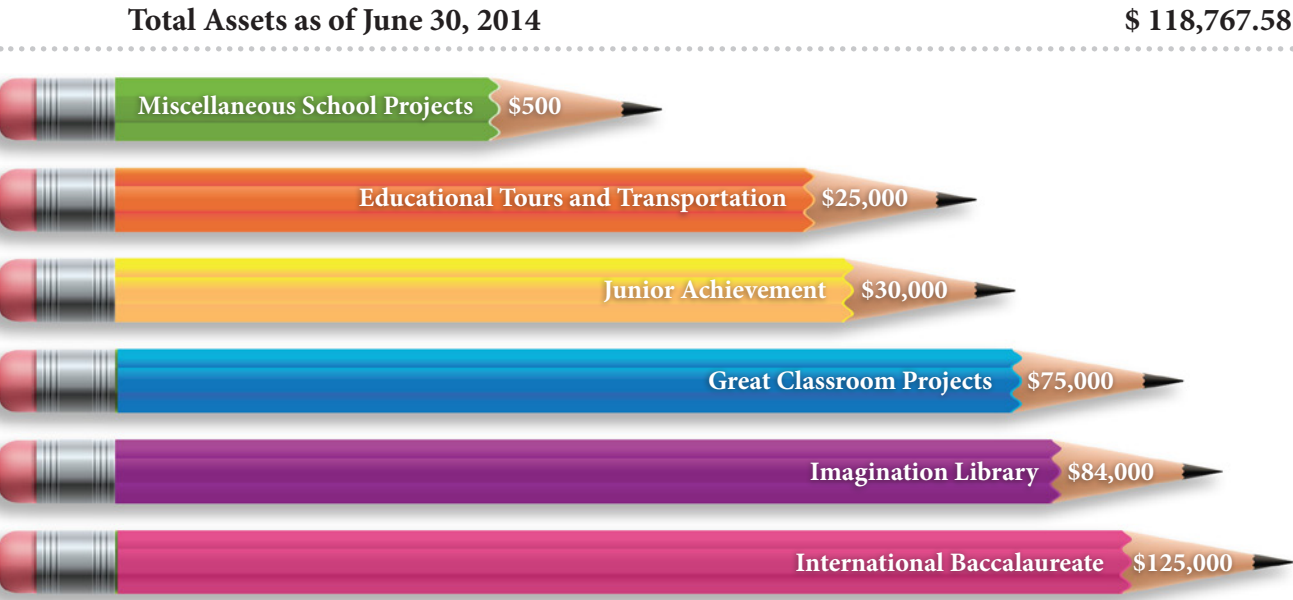 Total Assets as of June 30, 2014 $ 118,767.58
Miscellaneous School Projects $500
Educational Tours and Transportation $25,000
Junior Achievement $30,000
Great Classroom Projects $75,000
Imagination Library $84,000
International Baccalaureate $125,000